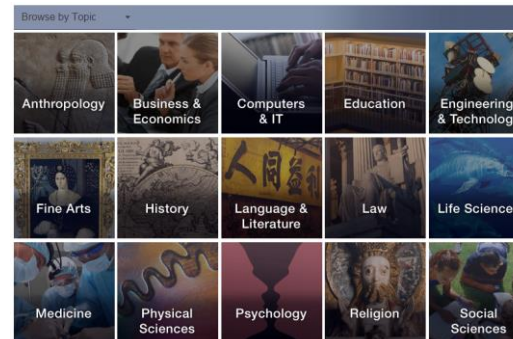 Browse by Topic
Anthropology
Business &
Economics
Computers
& IT
Education
Engineering
& Technolog
Fine Arts
History
Language &
Literature
Law
Life Science
Medicine
Physical
Sciences
Psychology
Religion
Social
Sciences